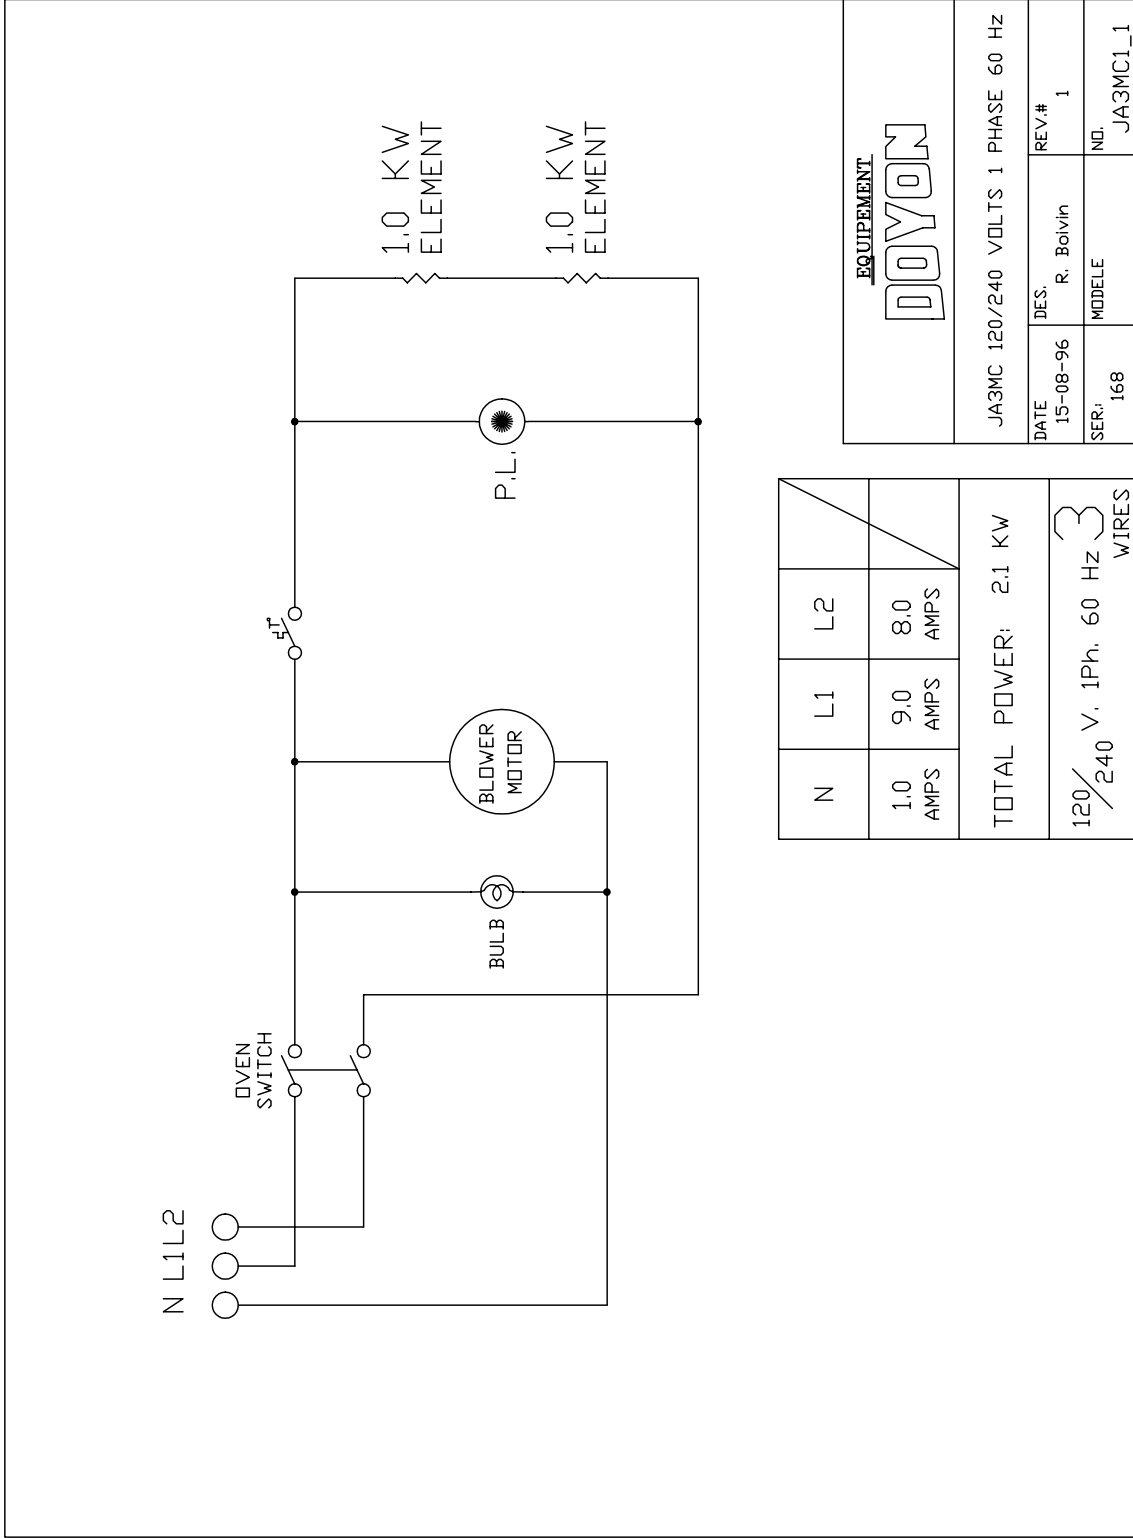 N L1 L2
OVEN
SWITCH
BULB
BLOWER
MOTOR
P.L.
1.0 KW
ELEMENT
1.0 KW
ELEMENT
N L1 L2
1.0
AMPS
9.0
AMPS
8.0
AMPS
TOTAL POWER: 2.1 KW
120/240 V. 1Ph. 60 Hz 3
WIRES
EQUIPEMENT
DOYON
JA3MC 120/240 VOLTS 1 PHASE 60 Hz
DATE
15-08-96
DES.
R. Boivin
REV.#
1
SER.:
168
MODELE
NO.
JA3MC1_1